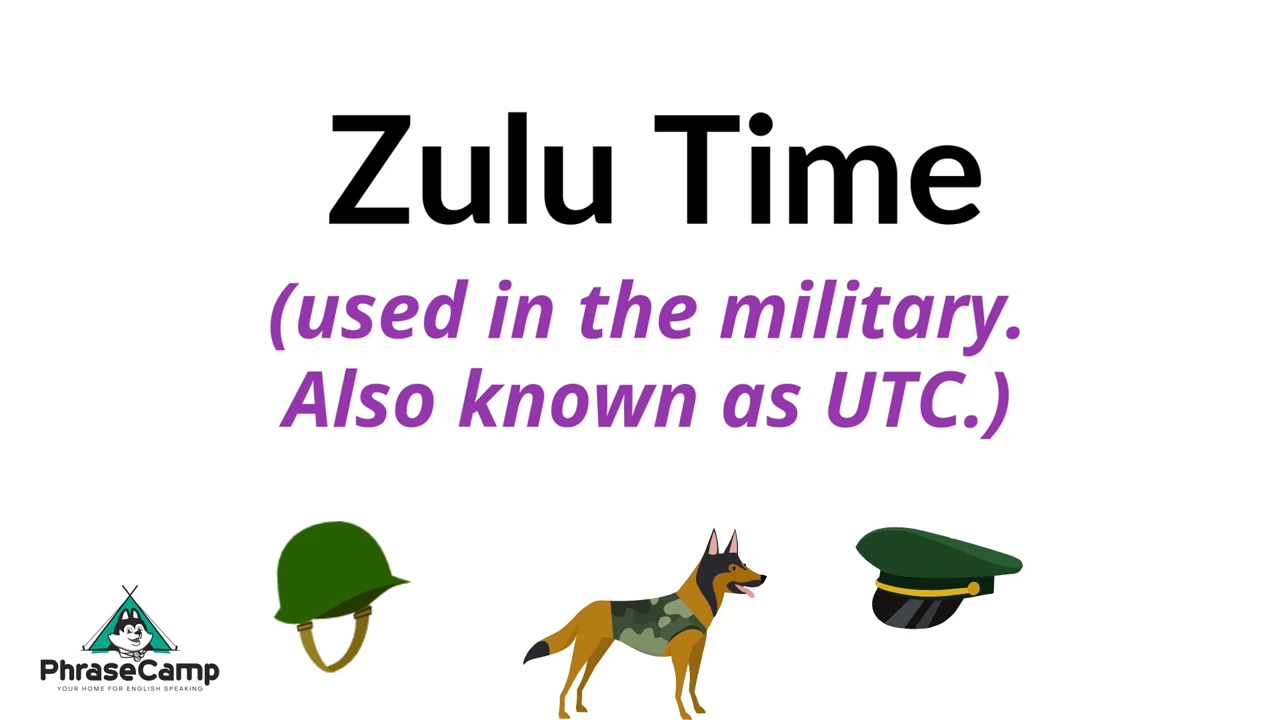 Zulu Time
(used in the military.
Also known as UTC.)
PhraseCamp
YOUR HOME FOR ENGLISH SPEAKING